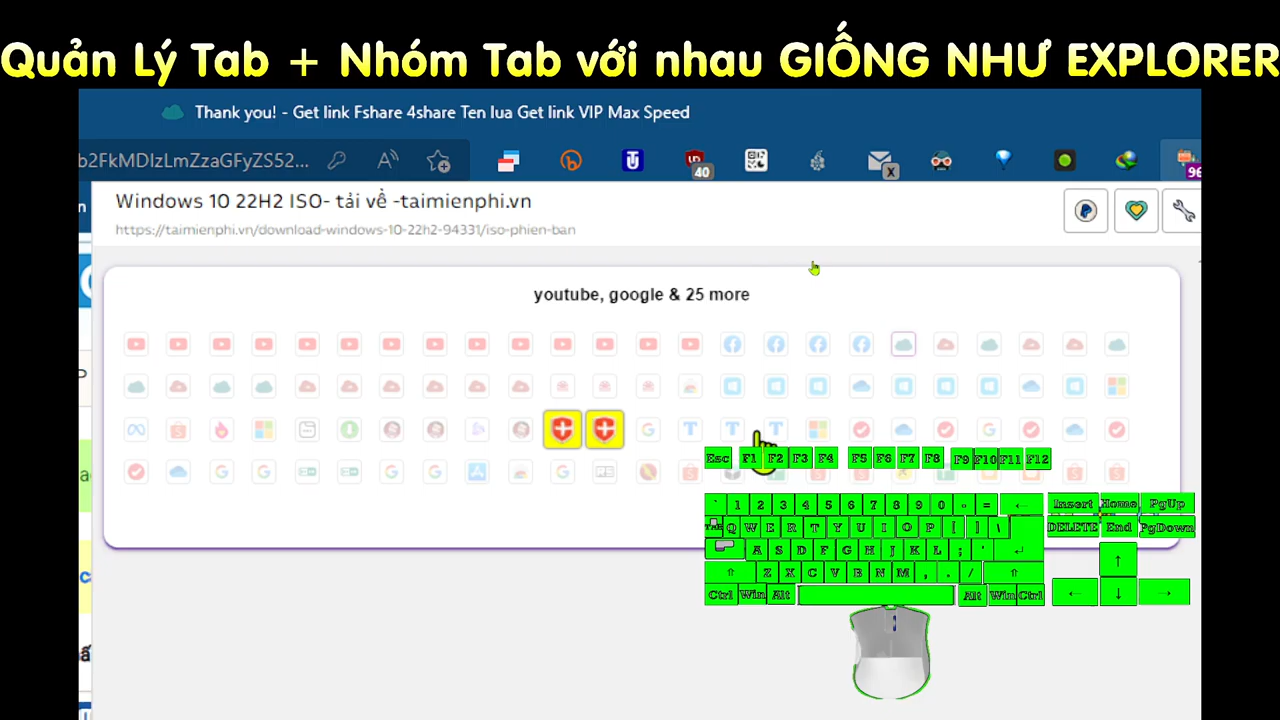 Quản Lý Tab + Nhóm Tab với nhau GIỐNG NHƯ EXPLORER
Thank you! - Get link Fshare 4share Ten lua Get link VIP Max Speed
b2FkMDIzLmZzaGFyZS52...
40
X
96
Windows 10 22H2 ISO- tải về -taimienphi.vn
https://taimienphi.vn/download-windows-10-22h2-94331/iso-phien-ban
youtube, google & 25 more
Esc F1 F2 F3 F4 F5 F6 F7 F8 F9 F10 F11 F12
` 1 2 3 4 5 6 7 8 9 0 - = ← Insert Home PgUp
TAB Q W E R T Y U I O P [ ] \ DELETE End PgDown
A S D F G H J K L ; ' ↵
⇧ Z X C V B N M , . / ⇧ ↑
Ctrl Win Alt Alt Win Ctrl ← ↓ →